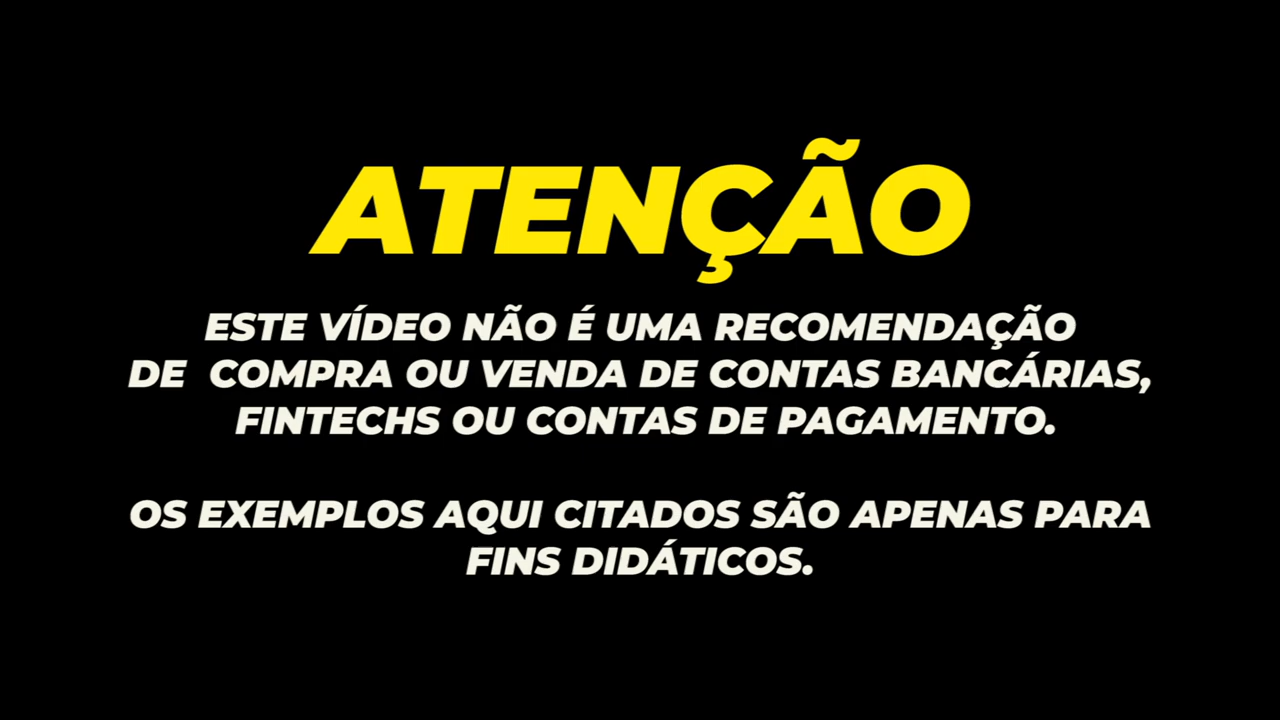 ATENÇÃO
ESTE VÍDEO NÃO É UMA RECOMENDAÇÃO
DE COMPRA OU VENDA DE CONTAS BANCÁRIAS,
FINTECHS OU CONTAS DE PAGAMENTO.
OS EXEMPLOS AQUI CITADOS SÃO APENAS PARA
FINS DIDÁTICOS.